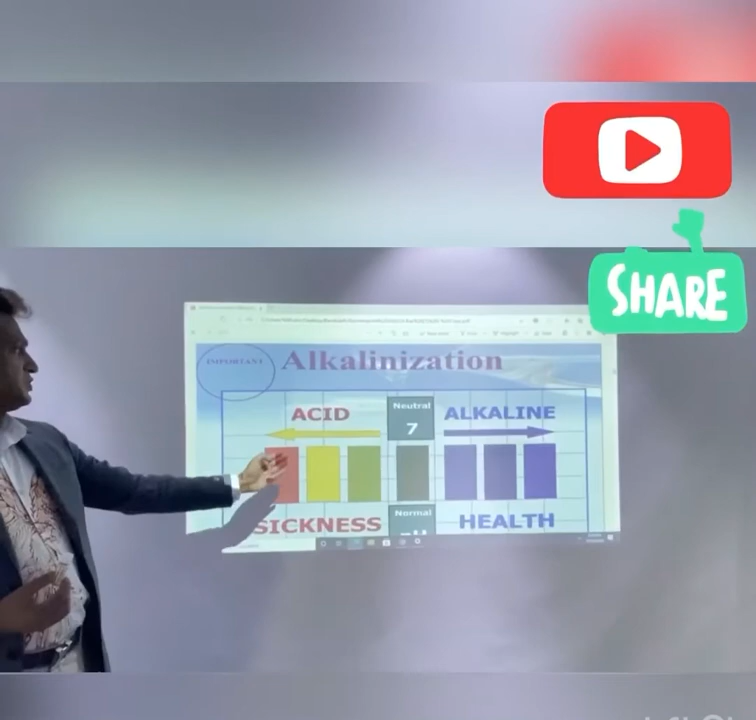 SHARE
IMPORTANT
Alkalinization
ACID
Neutral
7
ALKALINE
SICKNESS
Normal
HEALTH